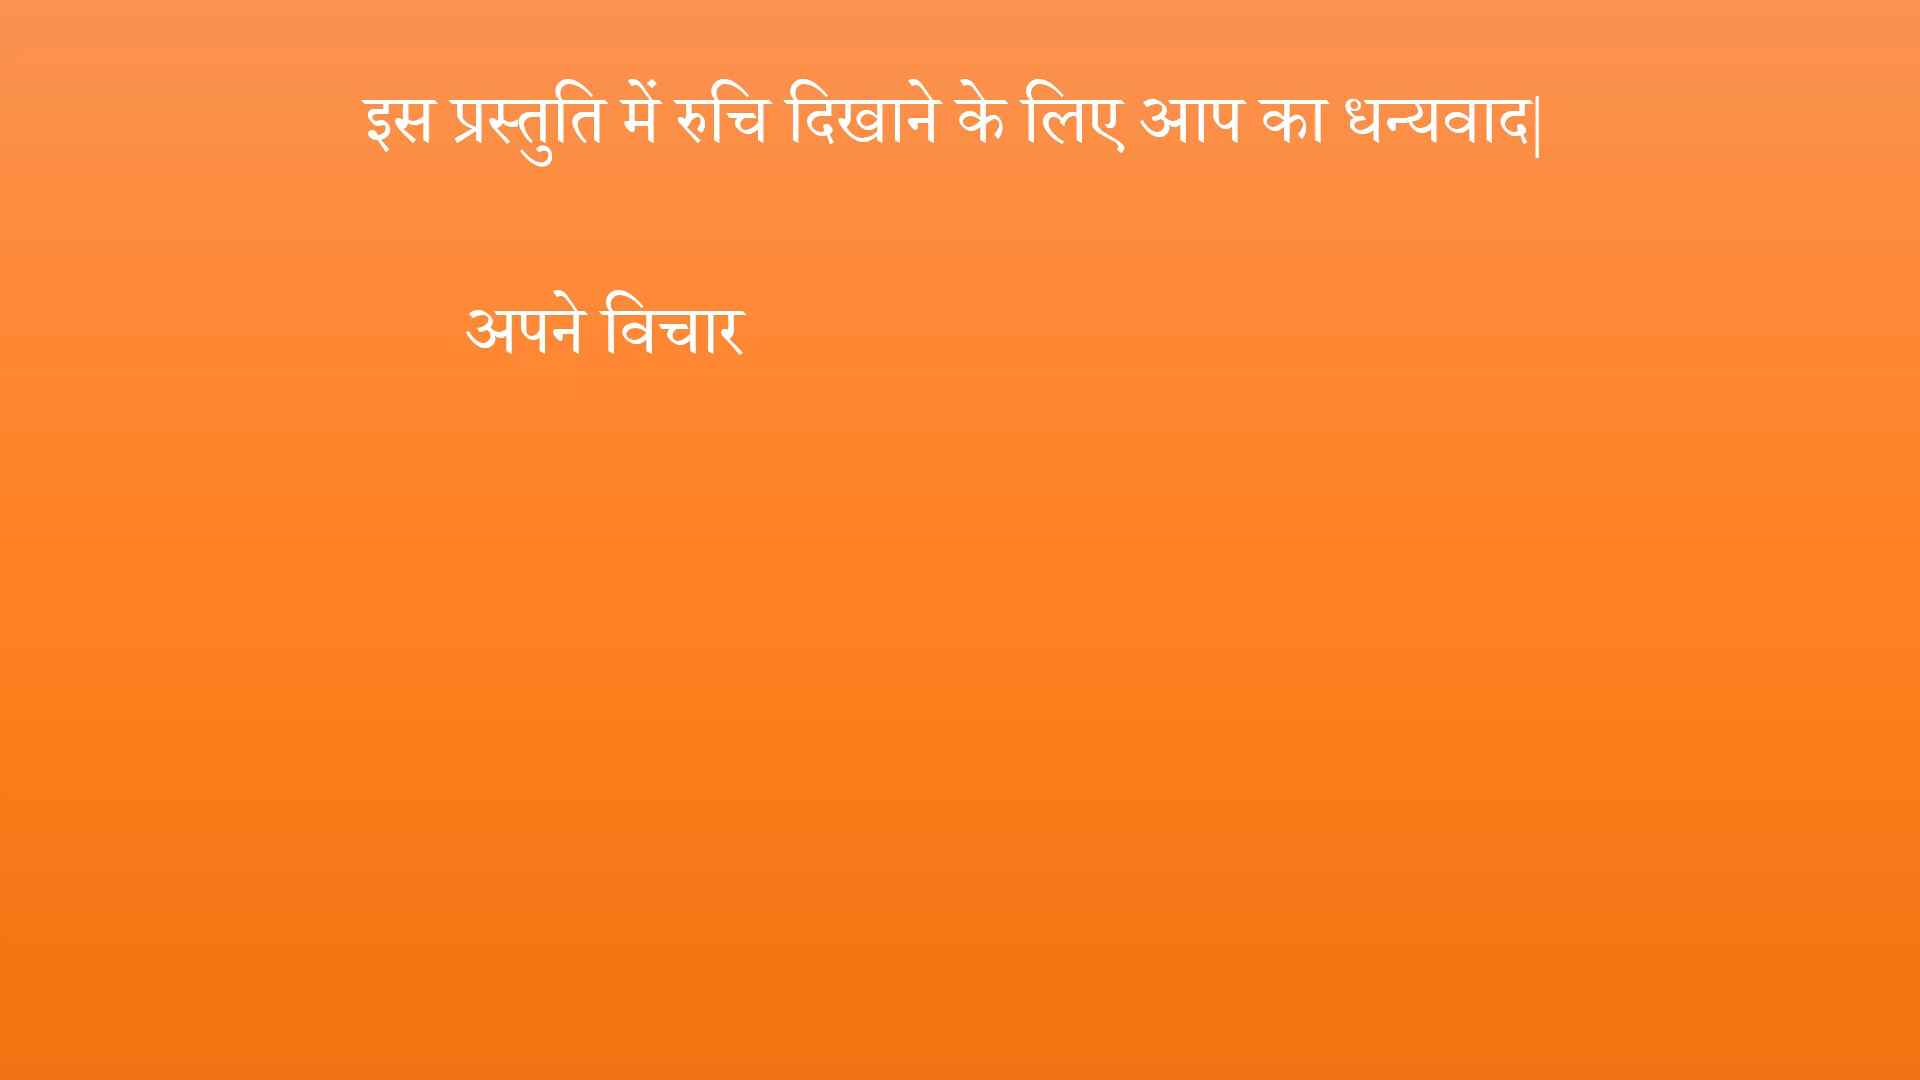 इस प्रस्तुति में रुचि दिखाने के लिए आप का धन्यवाद|
अपने विचार